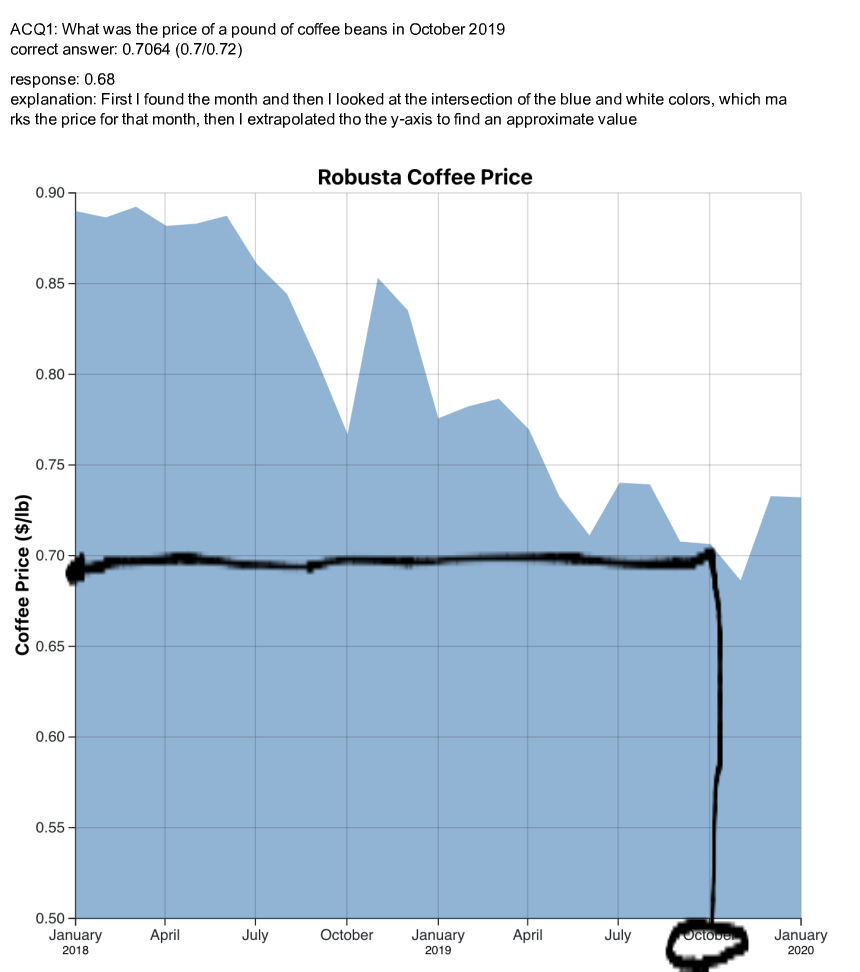 ACQ1: What was the price of a pound of coffee beans in October 2019
correct answer: 0.7064 (0.7/0.72)
response: 0.68
explanation: First I found the month and then I looked at the intersection of the blue and white colors, which ma
rks the price for that month, then I extrapolated tho the y-axis to find an approximate value
Robusta Coffee Price
0.90
0.85
0.80
0.75
0.70
0.65
0.60
0.55
0.50
Coffee Price ($/lb)
January April July October January April July October January
2018 2019 2020